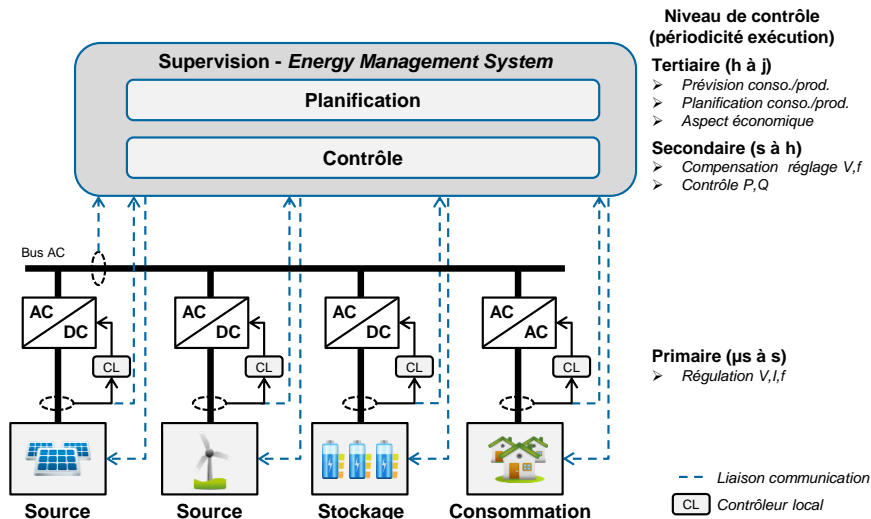 Niveau de contrôle
(périodicité exécution)
Supervision - Energy Management System
Planification
Contrôle
Tertiaire (h à j)
➢ Prévision conso./prod.
➢ Planification conso./prod.
➢ Aspect économique
Secondaire (s à h)
➢ Compensation réglage V,f
➢ Contrôle P,Q
Bus AC
AC DC
AC DC
AC DC
AC AC
CL
CL
CL
CL
Primaire (µs à s)
➢ Régulation V,I,f
Source
Source
Stockage
Consommation
Liaison communication
CL Contrôleur local